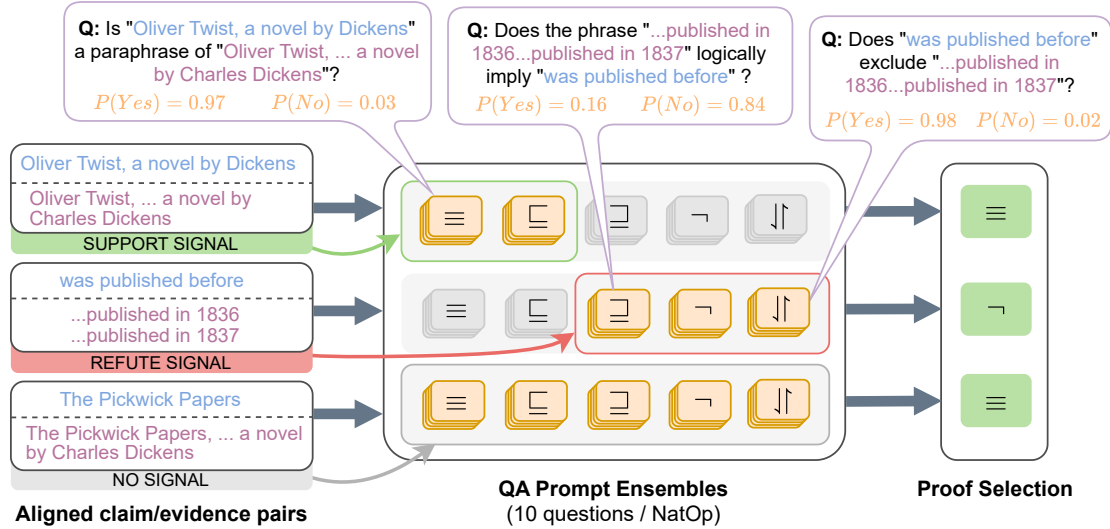 Q: Is "Oliver Twist, a novel by Dickens"
a paraphrase of "Oliver Twist, ... a novel
by Charles Dickens"?
P(Yes) = 0.97 P(No) = 0.03
Q: Does the phrase "...published in
1836...published in 1837" logically
imply "was published before" ?
P(Yes) = 0.16 P(No) = 0.84
Q: Does "was published before"
exclude "...published in
1836...published in 1837"?
P(Yes) = 0.98 P(No) = 0.02
Oliver Twist, a novel by Dickens
Oliver Twist, ... a novel by
Charles Dickens
SUPPORT SIGNAL
≡ ⊑ ⊒ ¬ ⥯
≡
was published before
...published in 1836
...published in 1837
REFUTE SIGNAL
≡ ⊑ ⊒ ¬ ⥯
¬
The Pickwick Papers
The Pickwick Papers, ... a novel
by Charles Dickens
NO SIGNAL
≡ ⊑ ⊒ ¬ ⥯
≡
Aligned claim/evidence pairs
QA Prompt Ensembles
(10 questions / NatOp)
Proof Selection